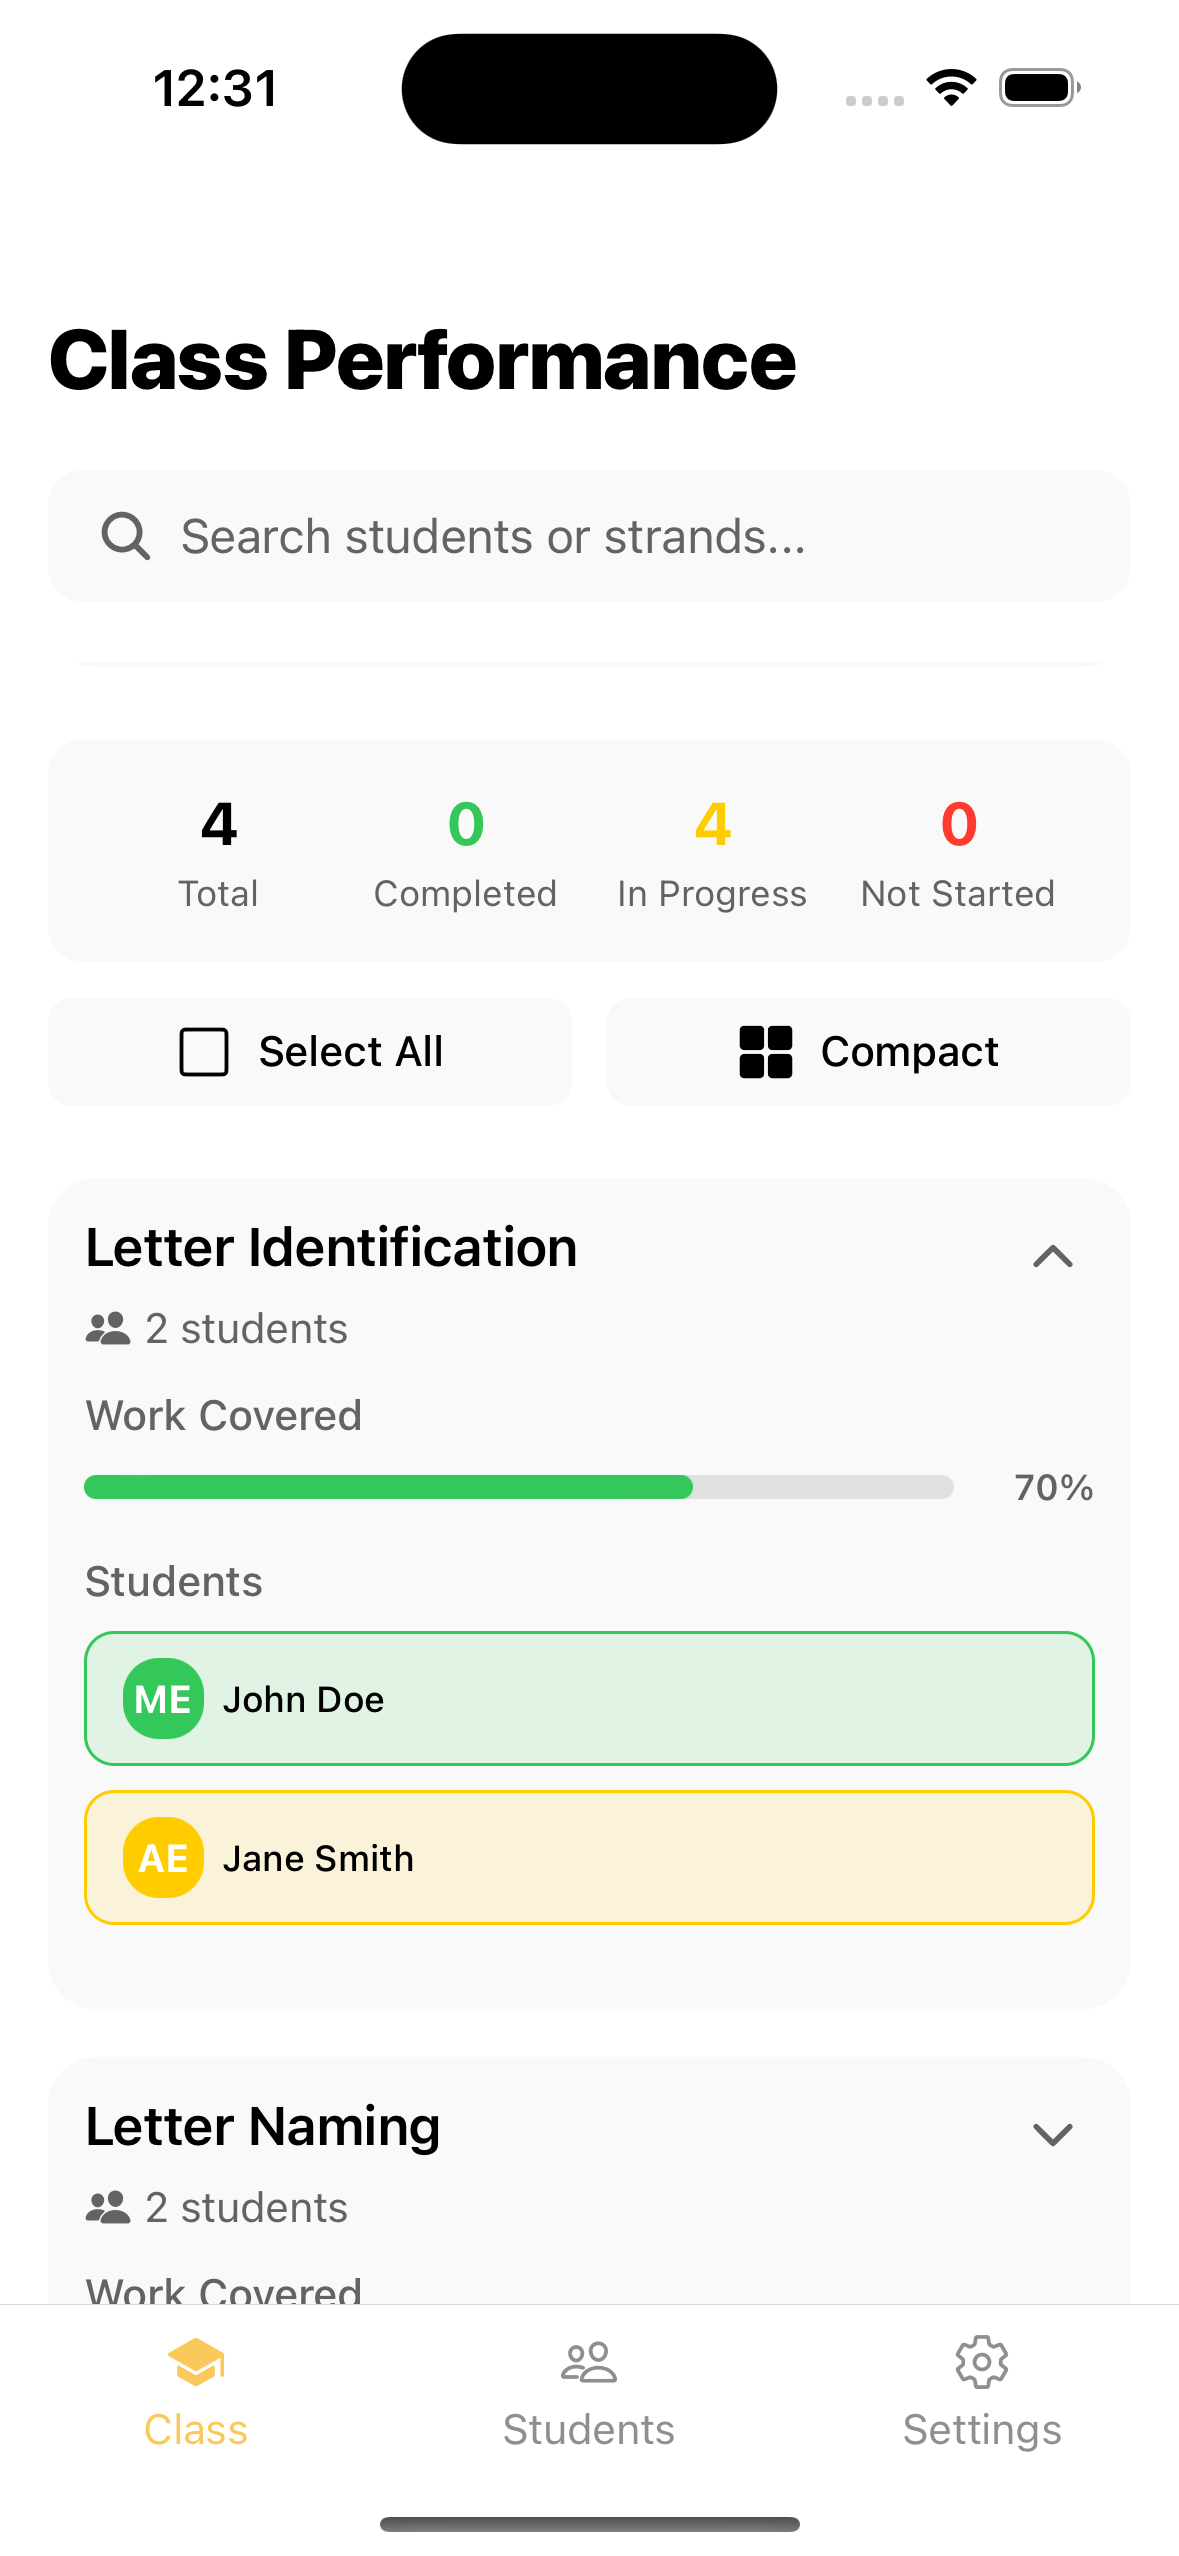 12:31
Class Performance
Search students or strands...
4 0 4 0
Total Completed In Progress Not Started
Select All Compact
Letter Identification
2 students
Work Covered
70%
Students
ME John Doe
AE Jane Smith
Letter Naming
2 students
Work Covered
Class Students Settings